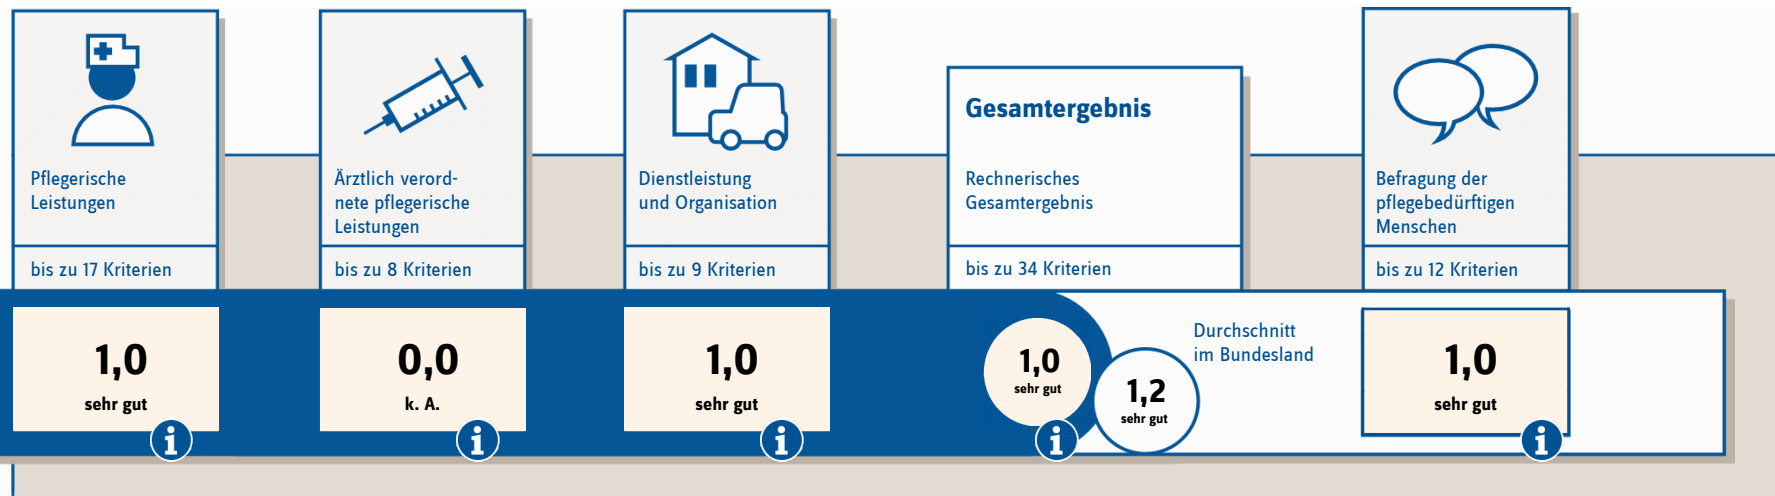 Pflegerische
Leistungen
bis zu 17 Kriterien
1,0
sehr gut
i
Ärztlich verord-
nete pflegerische
Leistungen
bis zu 8 Kriterien
0,0
k. A.
i
Dienstleistung
und Organisation
bis zu 9 Kriterien
1,0
sehr gut
i
Gesamtergebnis
Rechnerisches
Gesamtergebnis
bis zu 34 Kriterien
1,0
sehr gut
i
1,2
sehr gut
Durchschnitt
im Bundesland
Befragung der
pflegebedürftigen
Menschen
bis zu 12 Kriterien
1,0
sehr gut
i